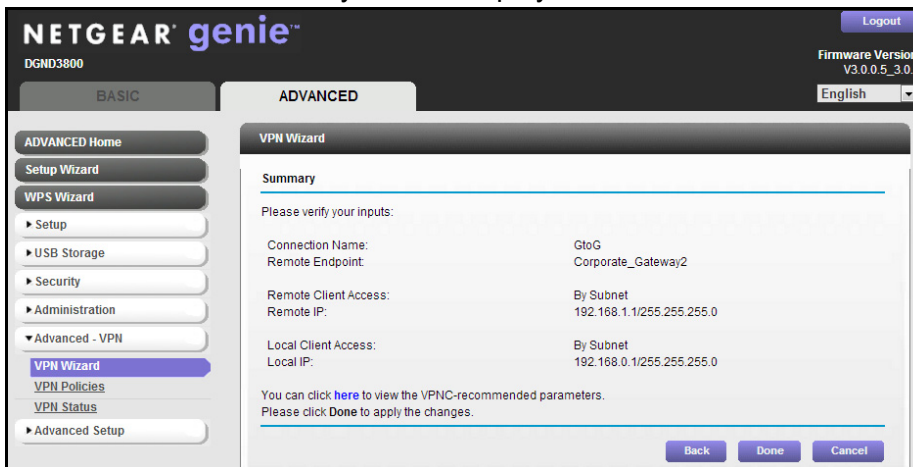 NETGEAR® genie™
DGND3800
Logout
Firmware Version
V3.0.0.5_3.0.
English
BASIC
ADVANCED
ADVANCED Home
Setup Wizard
WPS Wizard
Setup
USB Storage
Security
Administration
Advanced - VPN
VPN Wizard
VPN Policies
VPN Status
Advanced Setup
VPN Wizard
Summary
Please verify your inputs:
Connection Name: GtoG
Remote Endpoint: Corporate_Gateway2
Remote Client Access: By Subnet
Remote IP: 192.168.1.1/255.255.255.0
Local Client Access: By Subnet
Local IP: 192.168.0.1/255.255.255.0
You can click here to view the VPNC-recommended parameters.
Please click Done to apply the changes.
Back Done Cancel